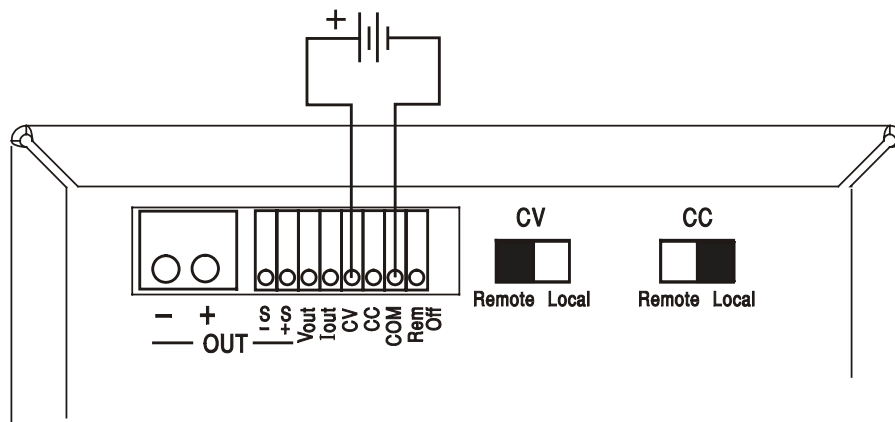 +
CV
CC
Remote Local
Remote Local
- +
OUT
S -
S +
Vout
Iout
CV
CC
COM
Rem Off